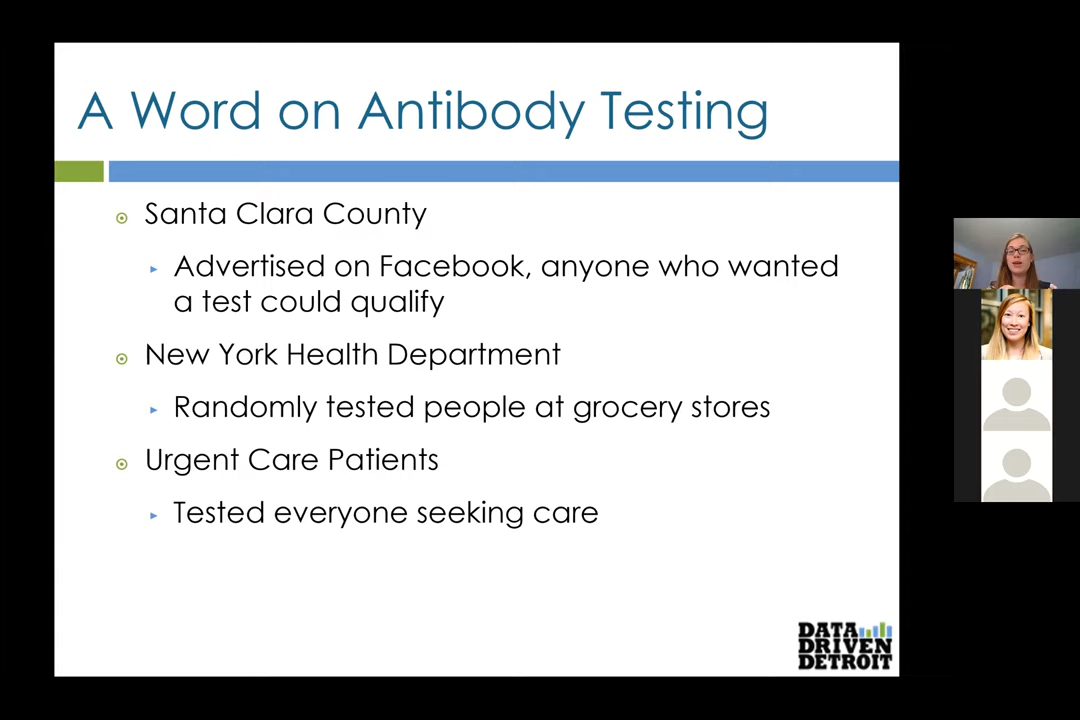 A Word on Antibody Testing
Santa Clara County
Advertised on Facebook, anyone who wanted
a test could qualify
New York Health Department
Randomly tested people at grocery stores
Urgent Care Patients
Tested everyone seeking care
DATA
DRIVEN
DETROIT